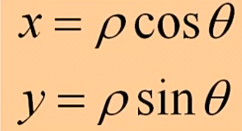 x = ρ cos θ
y = ρ sin θ